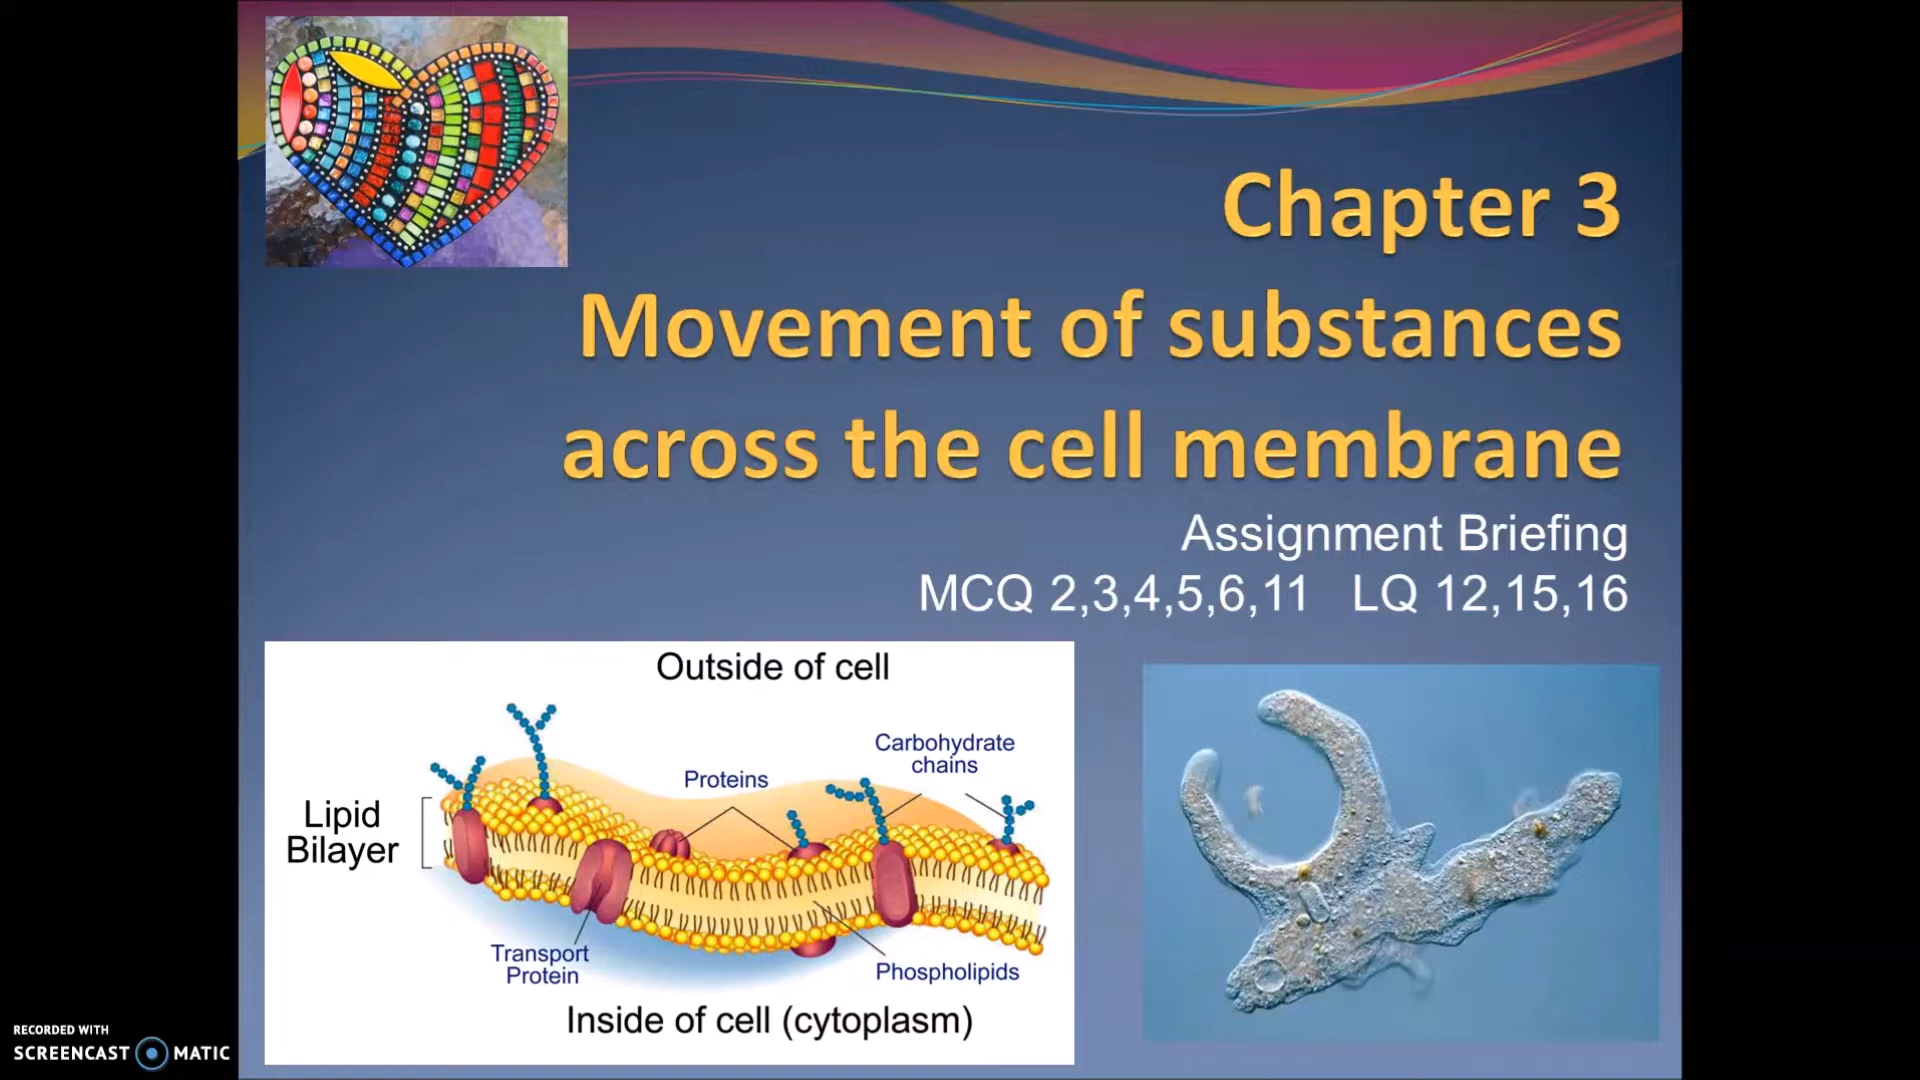 Chapter 3
Movement of substances
across the cell membrane
Assignment Briefing
MCQ 2,3,4,5,6,11   LQ 12,15,16
Outside of cell
Carbohydrate
chains
Proteins
Lipid
Bilayer
Transport
Protein
Phospholipids
Inside of cell (cytoplasm)
RECORDED WITH
SCREENCAST MATIC